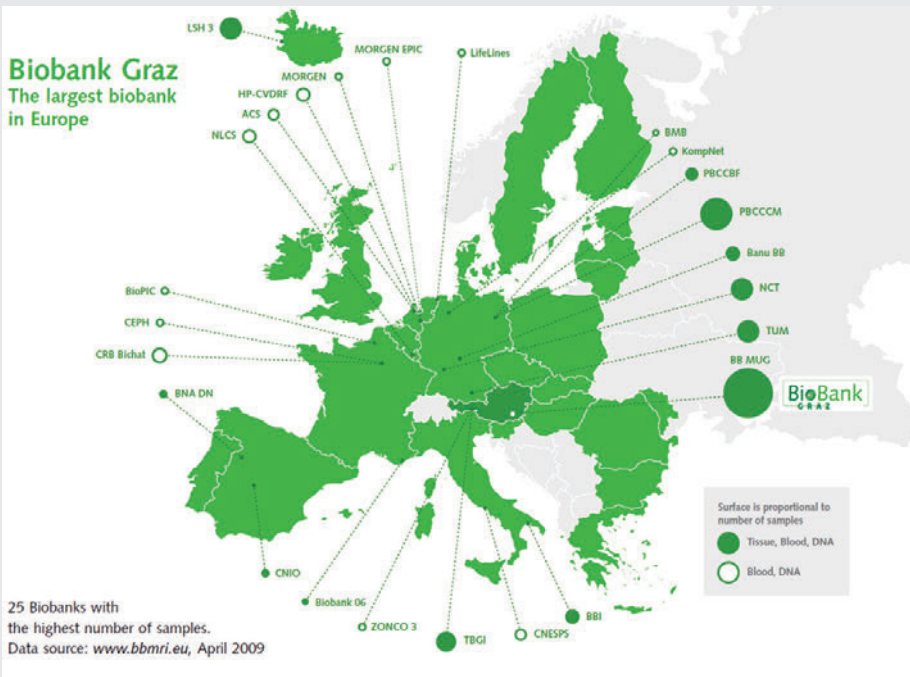 LSH 3
Biobank Graz
The largest biobank
in Europe
MORGEN EPIC
LifeLines
MORGEN
HP-CVDRF
ACS
NLCS
BMB
KompNet
PBCCBF
PBCCCM
Banu BB
NCT
TUM
BB MUG
BioBank
GRAZ
BioPIC
CEPH
CRB Bichat
BNA DN
CNIO
Biobank 06
ZONCO 3
TBGI
CNESPS
BBI
Surface is proportional to
number of samples
Tissue, Blood, DNA
Blood, DNA
25 Biobanks with
the highest number of samples.
Data source: www.bbmri.eu, April 2009